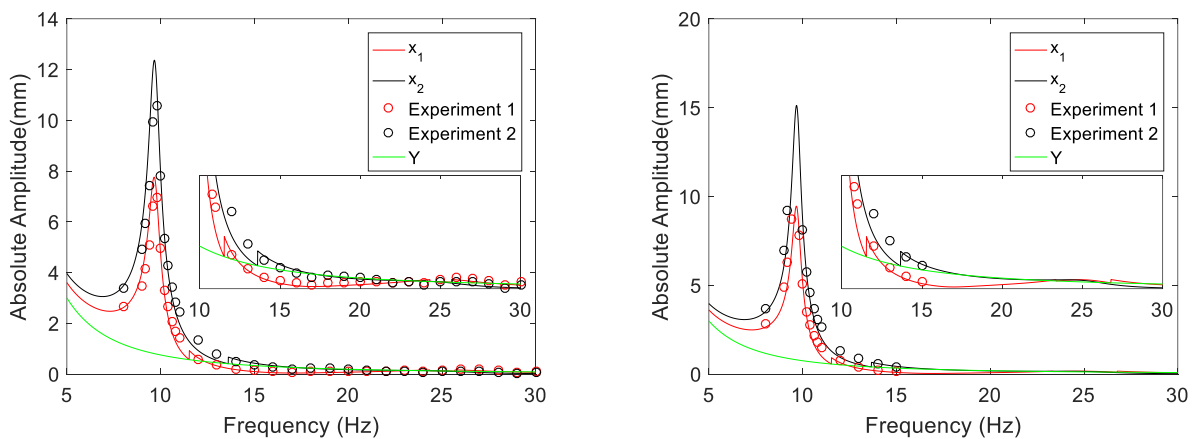 14
12
10
8
6
4
2
0
Absolute Amplitude(mm)
x1
x2
Experiment 1
Experiment 2
Y
10 15 20 25 30
5 10 15 20 25 30
Frequency (Hz)
20
15
10
5
0
Absolute Amplitude(mm)
x1
x2
Experiment 1
Experiment 2
Y
10 15 20 25 30
5 10 15 20 25 30
Frequency (Hz)